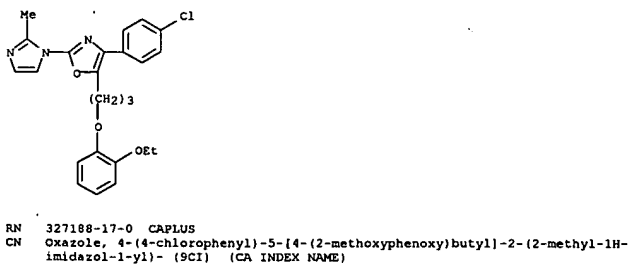 Me
Cl
N
N
N
O
(CH2)3
O
OEt
RN 327188-17-0 CAPLUS
CN Oxazole, 4-(4-chlorophenyl)-5-[4-(2-methoxyphenoxy)butyl]-2-(2-methyl-1H-
imidazol-1-yl)- (9CI) (CA INDEX NAME)